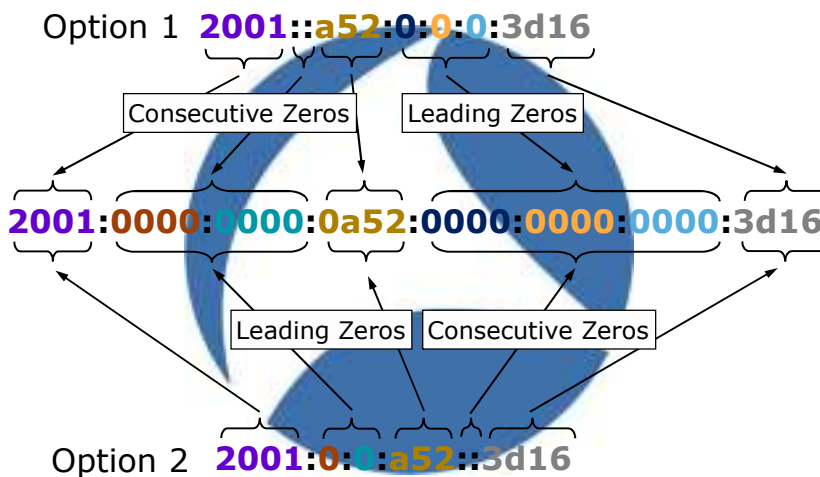 Option 1 2001::a52:0:0:0:3d16
Consecutive Zeros Leading Zeros
2001:0000:0000:0a52:0000:0000:0000:3d16
Leading Zeros Consecutive Zeros
Option 2 2001:0:0:a52::3d16